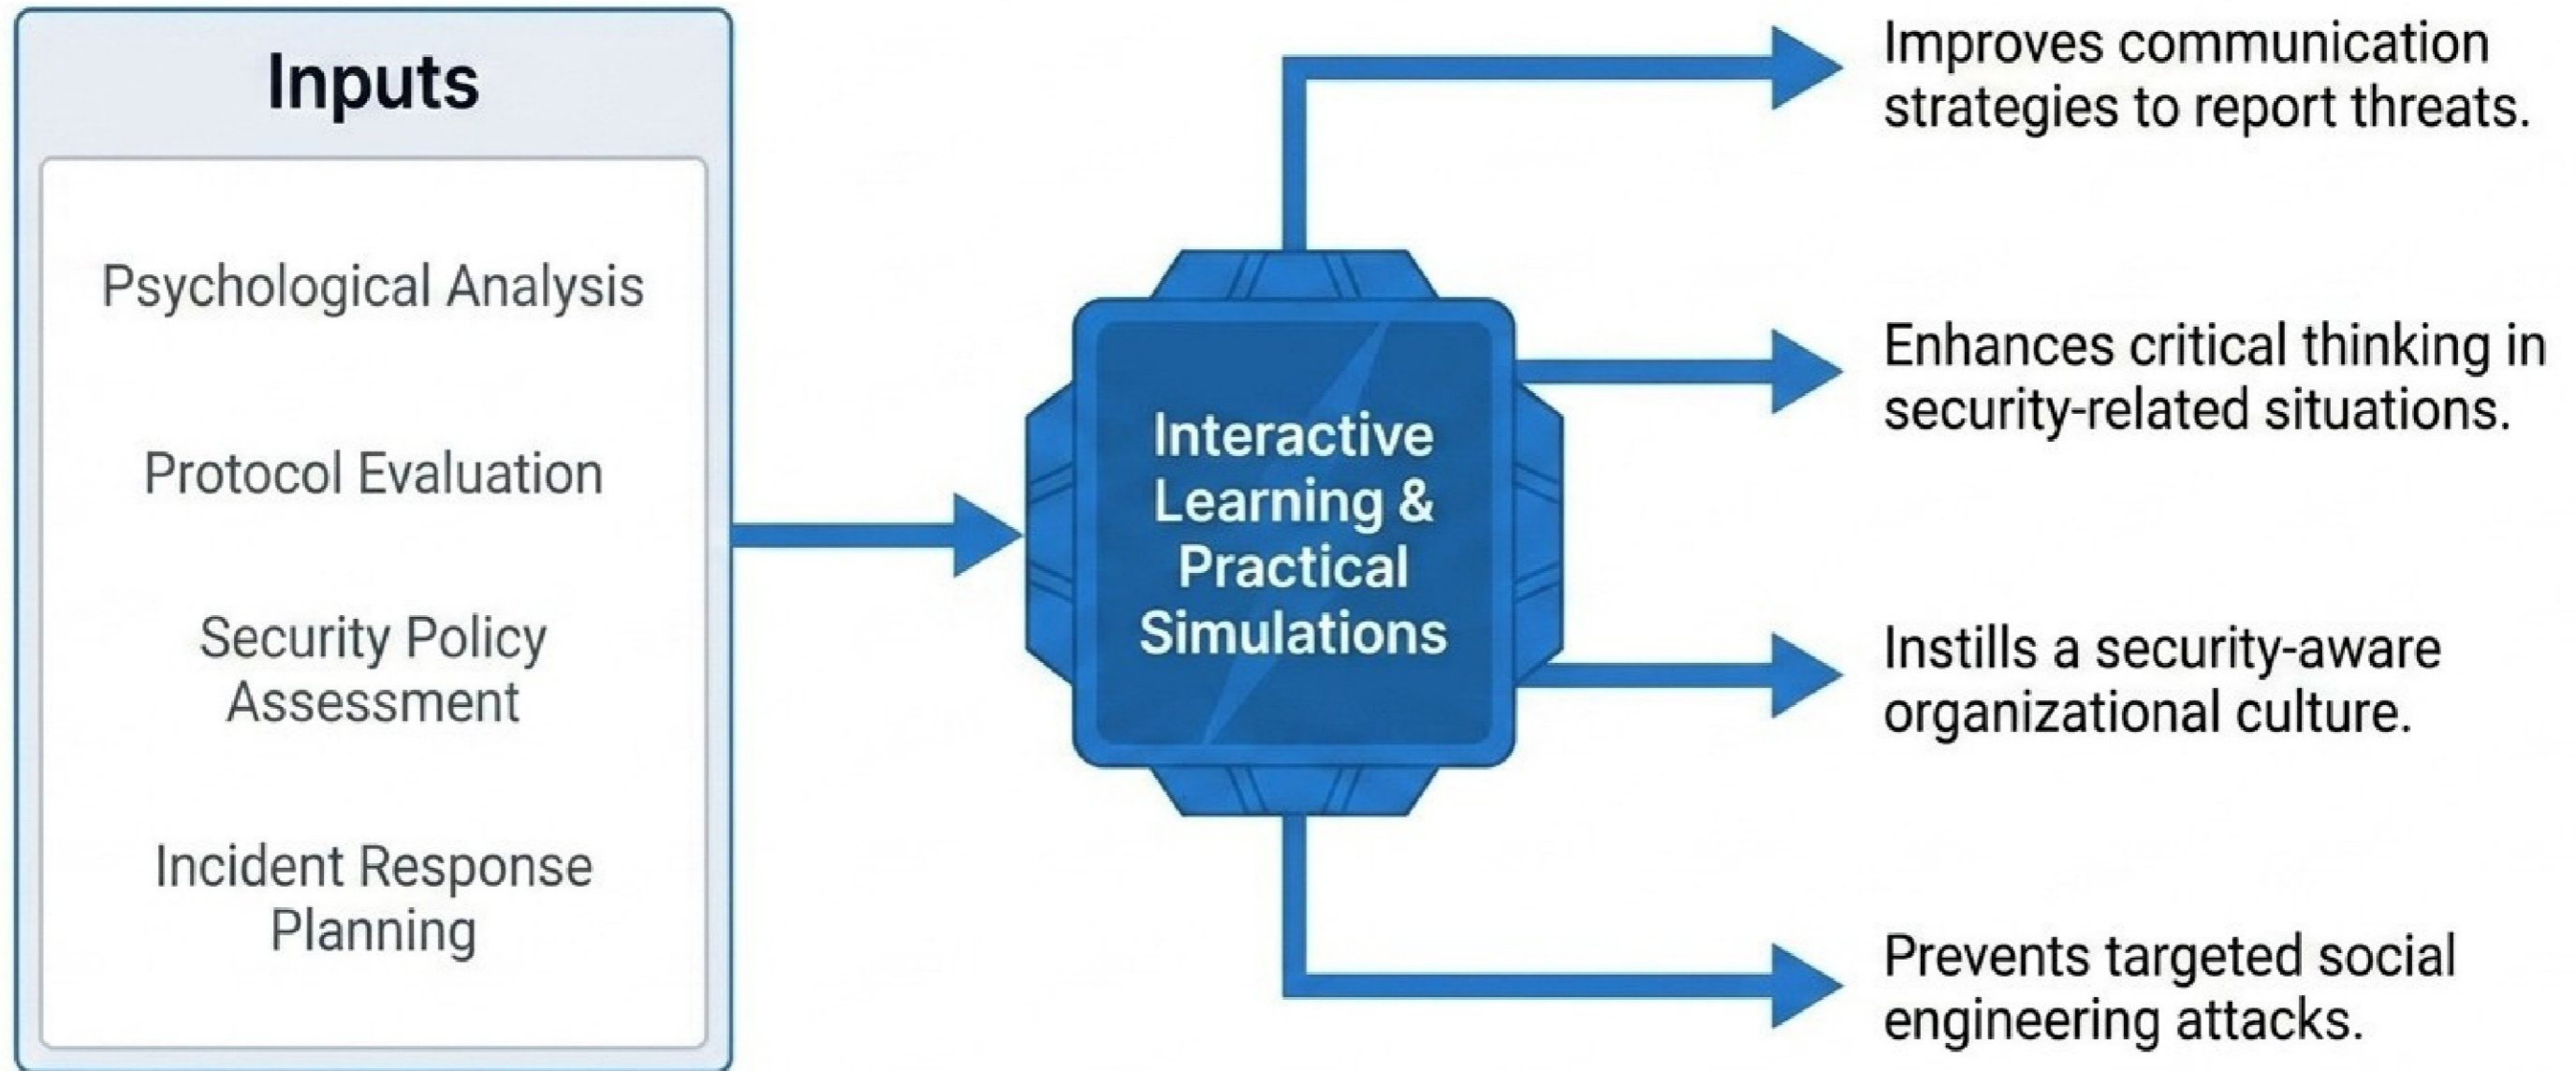 Inputs
Psychological Analysis
Protocol Evaluation
Security Policy
Assessment
Incident Response
Planning
Interactive
Learning &
Practical
Simulations
Improves communication
strategies to report threats.
Enhances critical thinking in
security-related situations.
Instills a security-aware
organizational culture.
Prevents targeted social
engineering attacks.